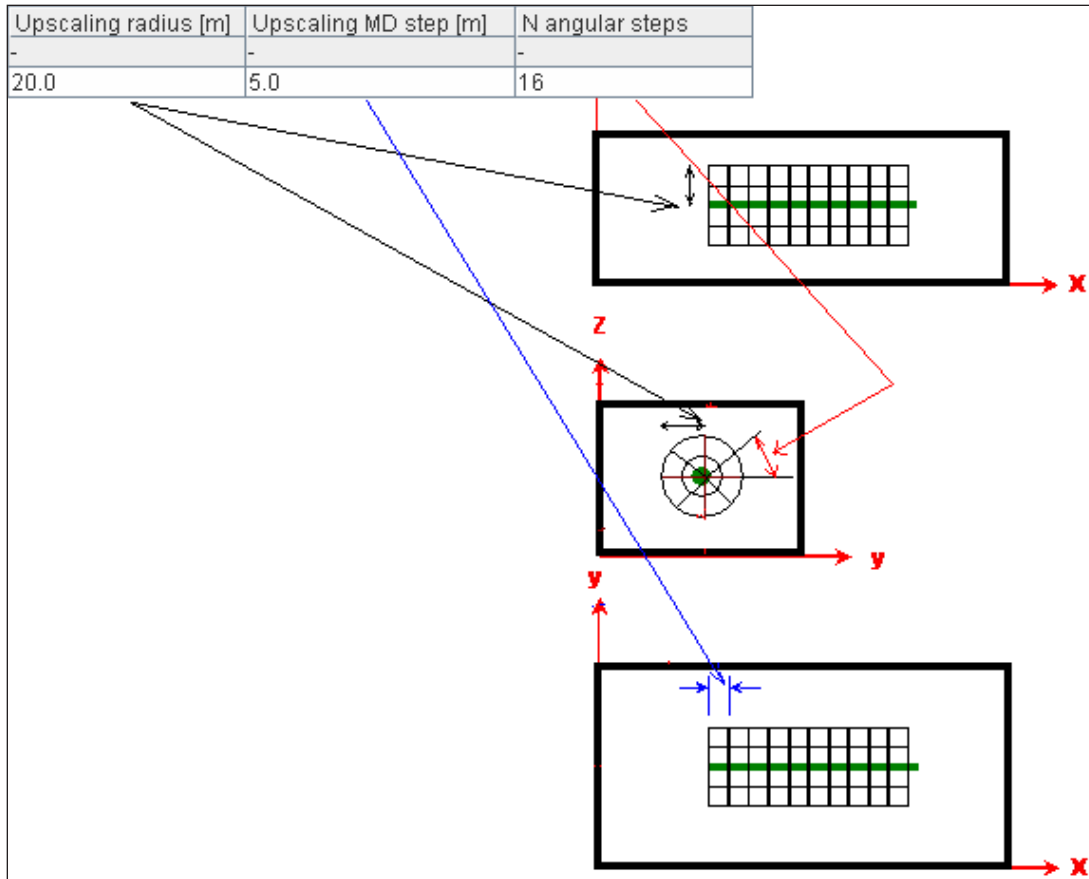 Upscaling radius [m] Upscaling MD step [m] N angular steps
- - -
20.0 5.0 16
X
Z
y
y
X